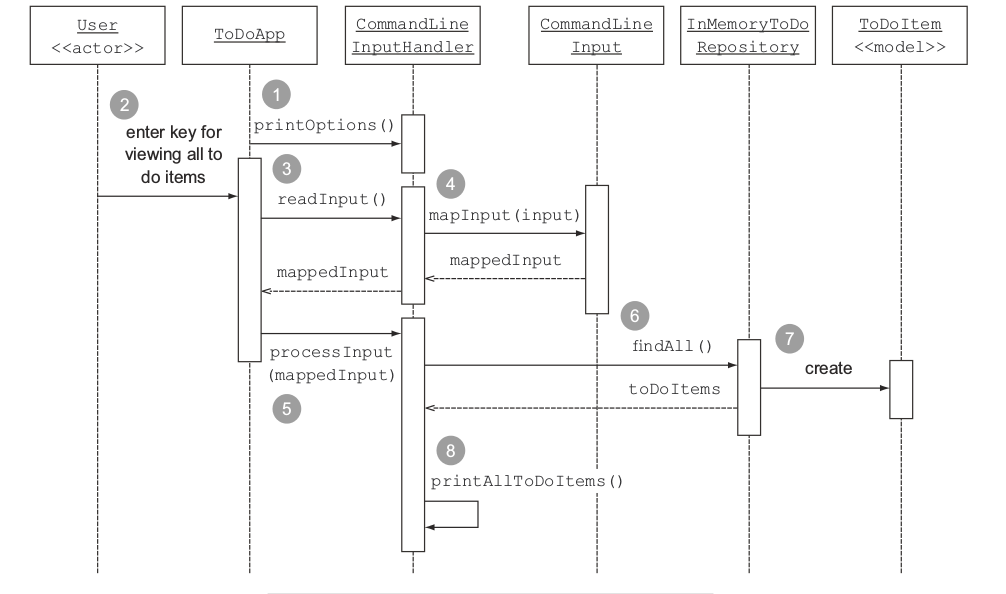 User
<<actor>>
ToDoApp
CommandLine
InputHandler
CommandLine
Input
InMemoryToDo
Repository
ToDoItem
<<model>>
1
printOptions()
2
enter key for
viewing all to
do items
3
readInput()
4
mapInput(input)
mappedInput
mappedInput
processInput
(mappedInput)
5
6
findAll()
7
create
toDoItems
8
printAllToDoItems()